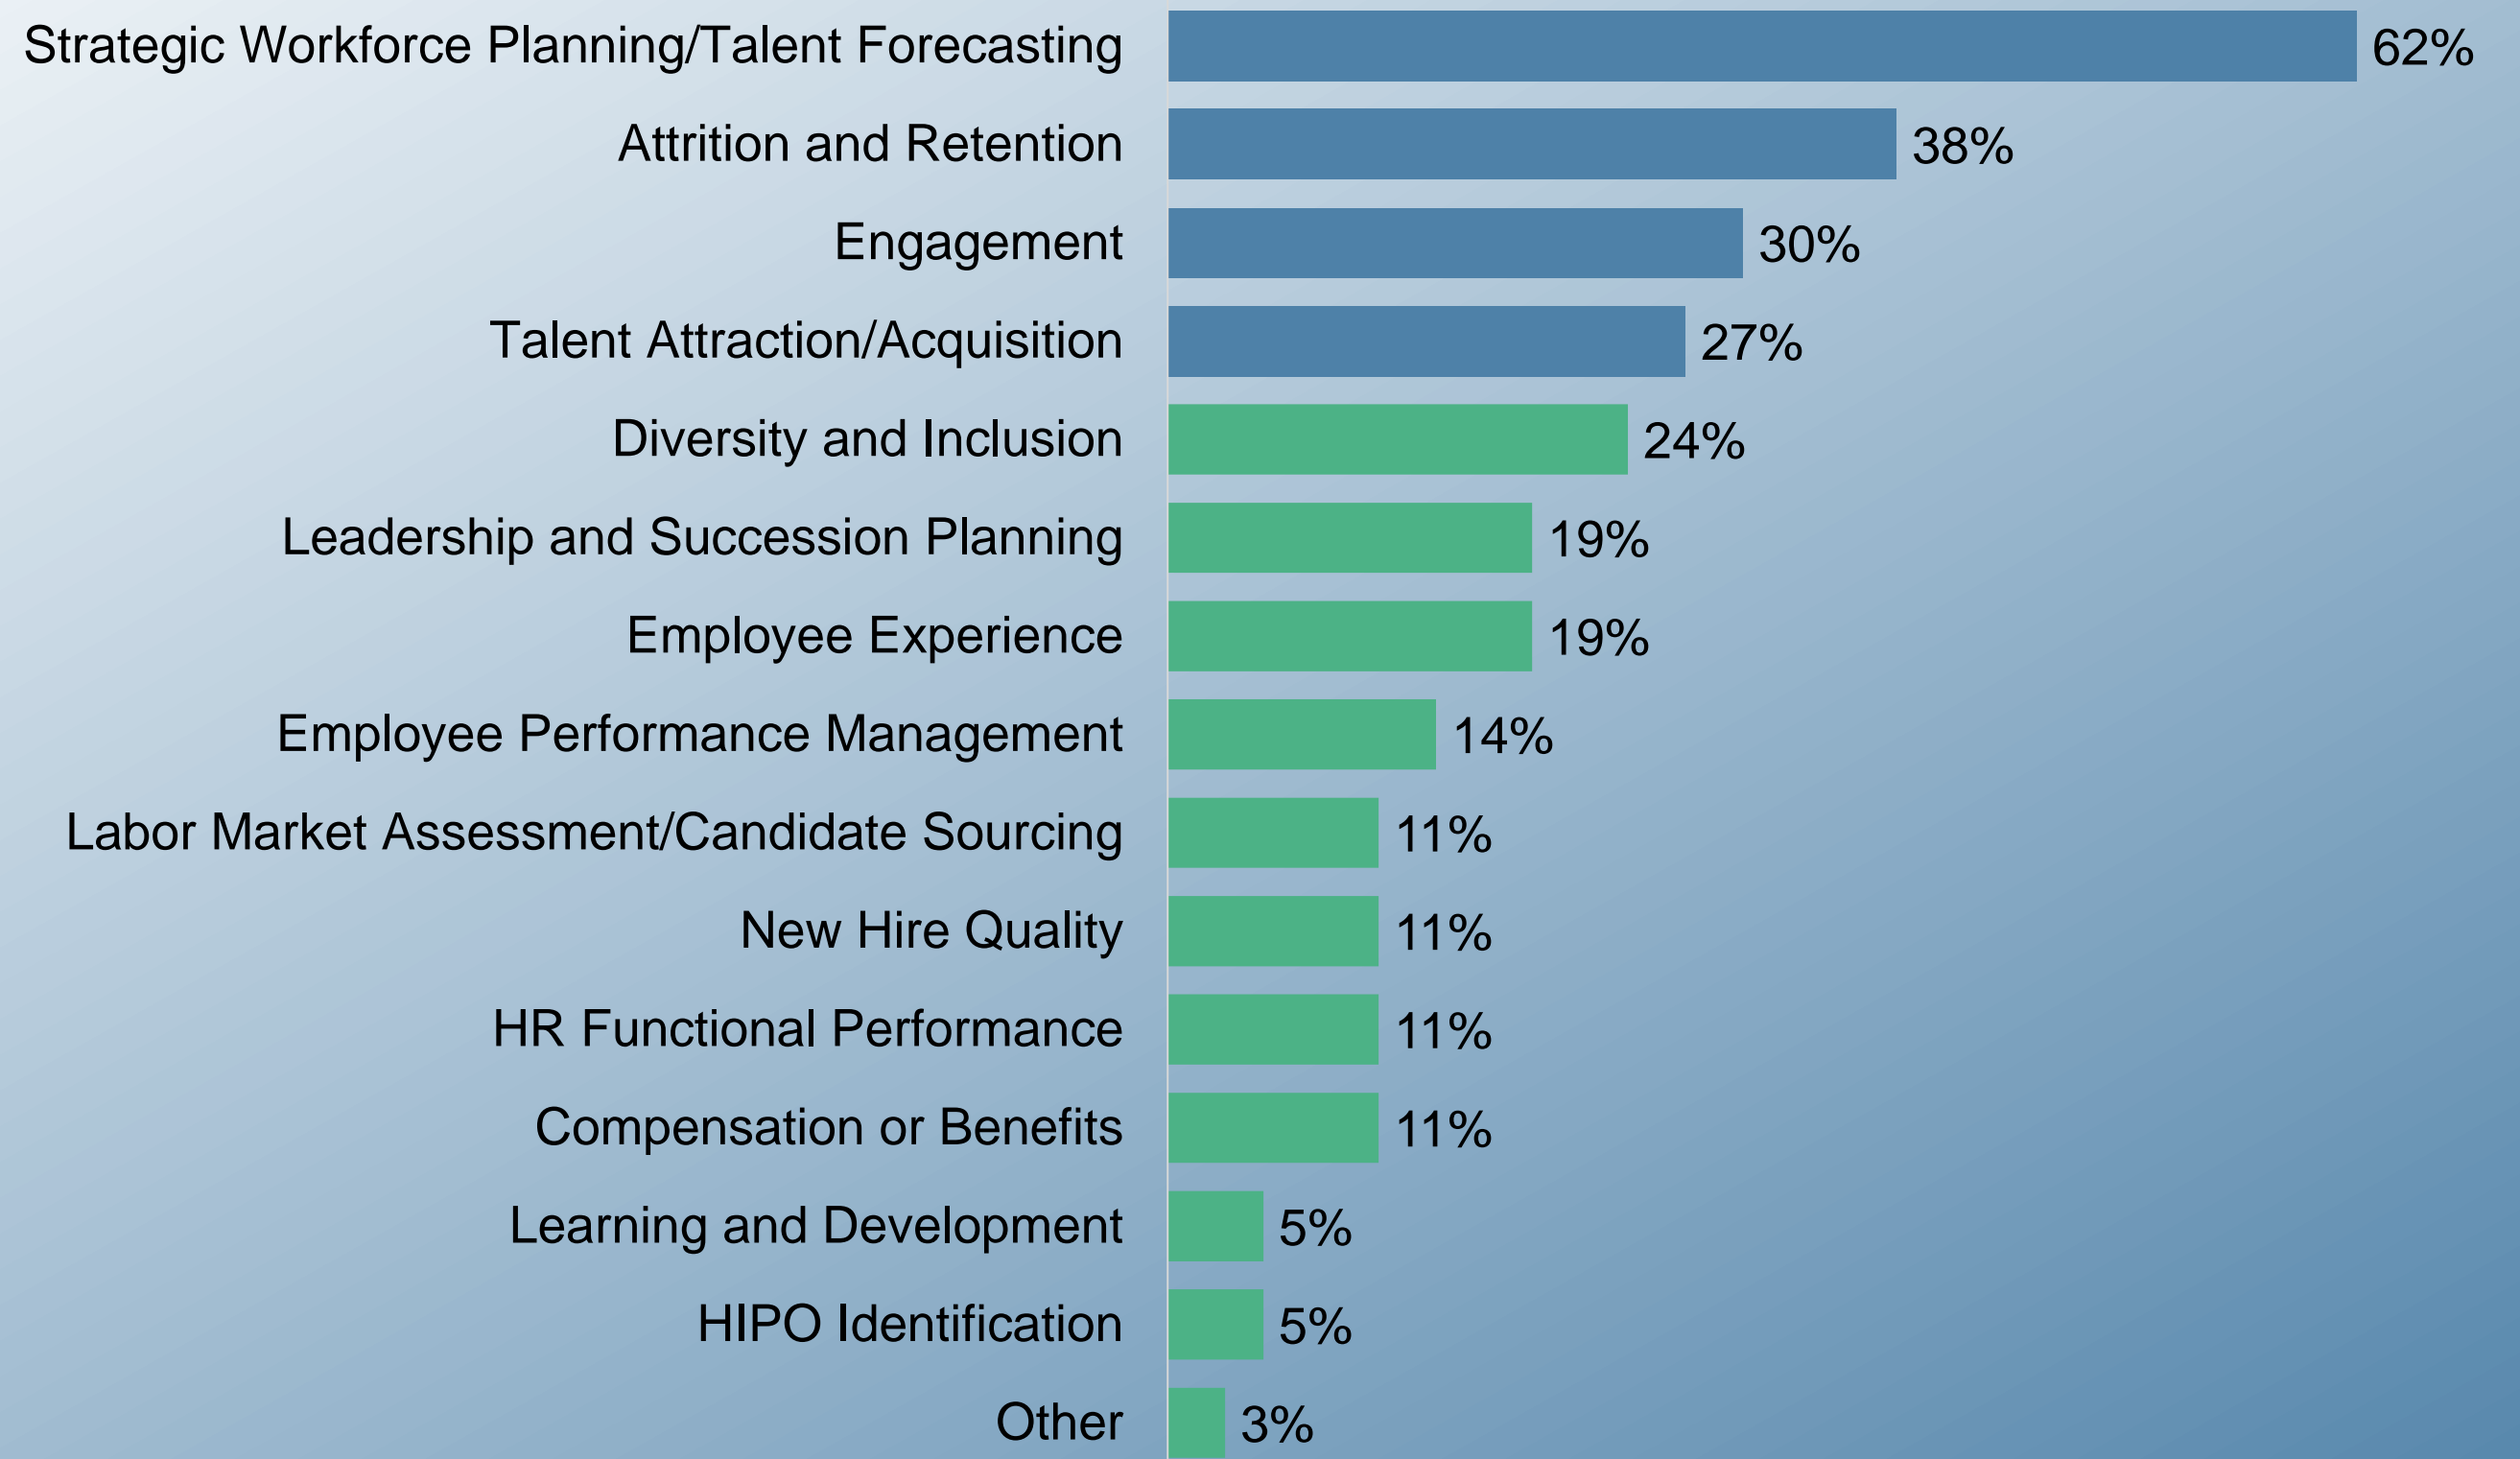 Strategic Workforce Planning/Talent Forecasting 62%
Attrition and Retention 38%
Engagement 30%
Talent Attraction/Acquisition 27%
Diversity and Inclusion 24%
Leadership and Succession Planning 19%
Employee Experience 19%
Employee Performance Management 14%
Labor Market Assessment/Candidate Sourcing 11%
New Hire Quality 11%
HR Functional Performance 11%
Compensation or Benefits 11%
Learning and Development 5%
HIPO Identification 5%
Other 3%